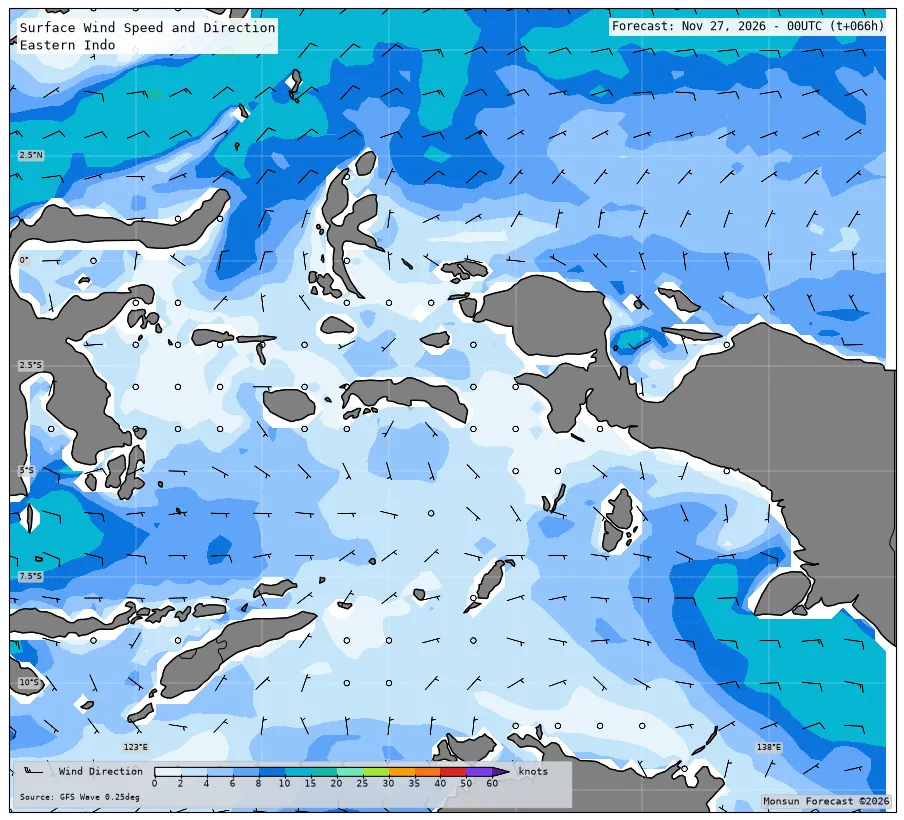 Surface Wind Speed and Direction
Eastern Indo
Forecast: Nov 27, 2026 - 00UTC (t+066h)
2.5°N
0°
2.5°S
5°S
7.5°S
10°S
123°E
138°E
Wind Direction
0 2 4 6 8 10 15 20 25 30 35 40 50 60
knots
Source: GFS Wave 0.25deg
Monsun Forecast ©2026